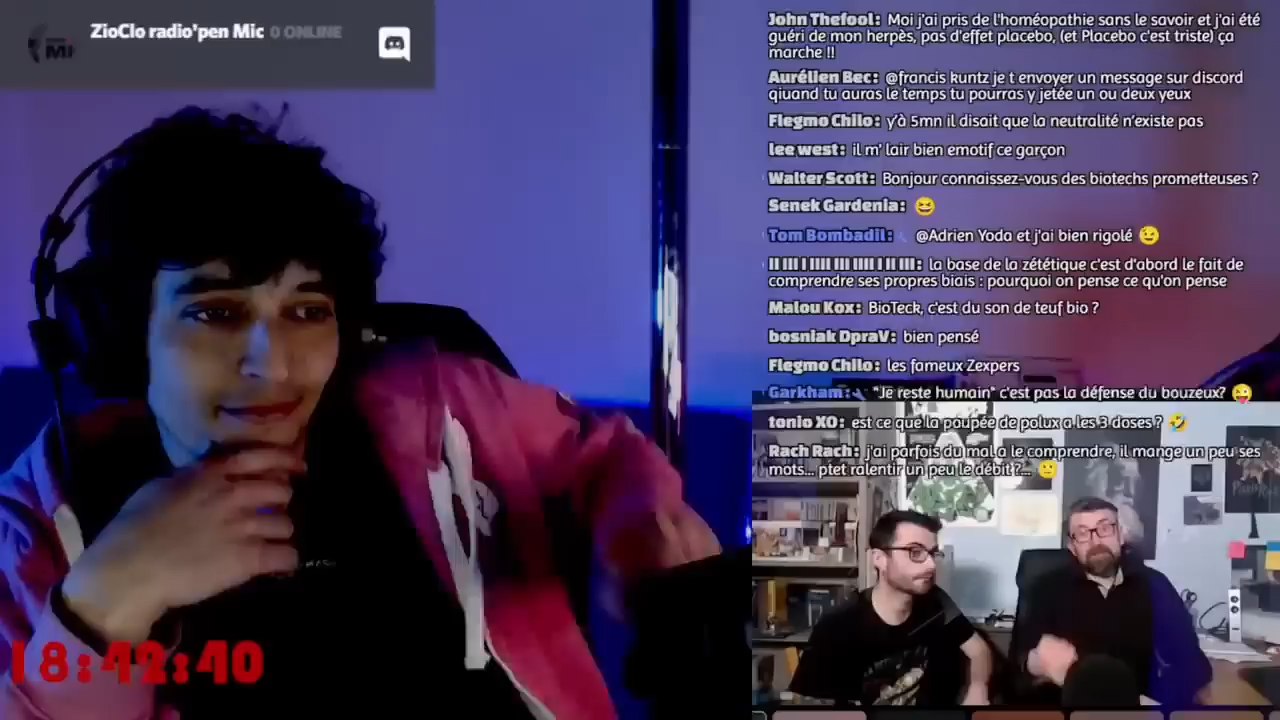 ZioClo radio'pen Mic 0 ONLINE
John Thefool: Moi j'ai pris de l'homéopathie sans le savoir et j'ai été
guéri de mon herpès, pas d'effet placebo, (et Placebo c'est triste) ça
marche !!
Aurélien Bec: @francis kuntz je t envoyer un message sur discord
qiuand tu auras le temps tu pourras y jetée un ou deux yeux
Flegmo Chilo: y'à 5mn il disait que la neutralité n'existe pas
lee west: il m' lair bien emotif ce garçon
Walter Scott: Bonjour connaissez-vous des biotechs prometteuses ?
Senek Gardenia: 😆
Tom Bombadil: @Adrien Yoda et j'ai bien rigolé 😉
II III I IIII III IIII I II III: la base de la zététique c'est d'abord le fait de
comprendre ses propres biais : pourquoi on pense ce qu'on pense
Malou Kox: BioTeck, c'est du son de teuf bio ?
bosniak DpraV: bien pensé
Flegmo Chilo: les fameux Zexpers
Garkham: "Je reste humain" c'est pas la défense du bouzeux? 😜
tonio XO: est ce que la poupée de polux a les 3 doses ? 🤣
Rach Rach: j'ai parfois du mal a le comprendre, il mange un peu ses
mots... ptet ralentir un peu le débit ?... 🙂
18:42:40